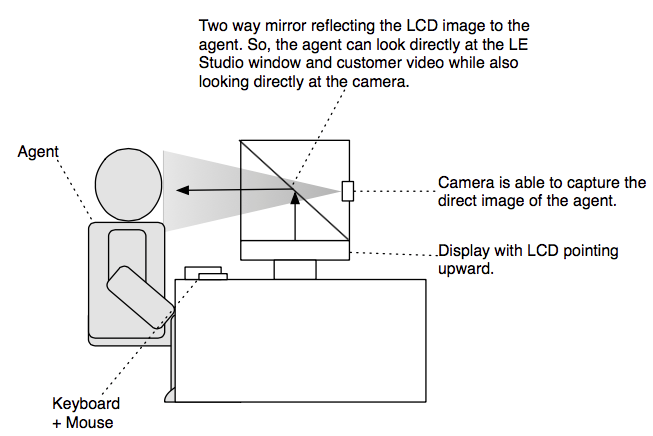 Two way mirror reflecting the LCD image to the
agent. So, the agent can look directly at the LE
Studio window and customer video while also
looking directly at the camera.
Agent
Camera is able to capture the
direct image of the agent.
Display with LCD pointing
upward.
Keyboard
+ Mouse